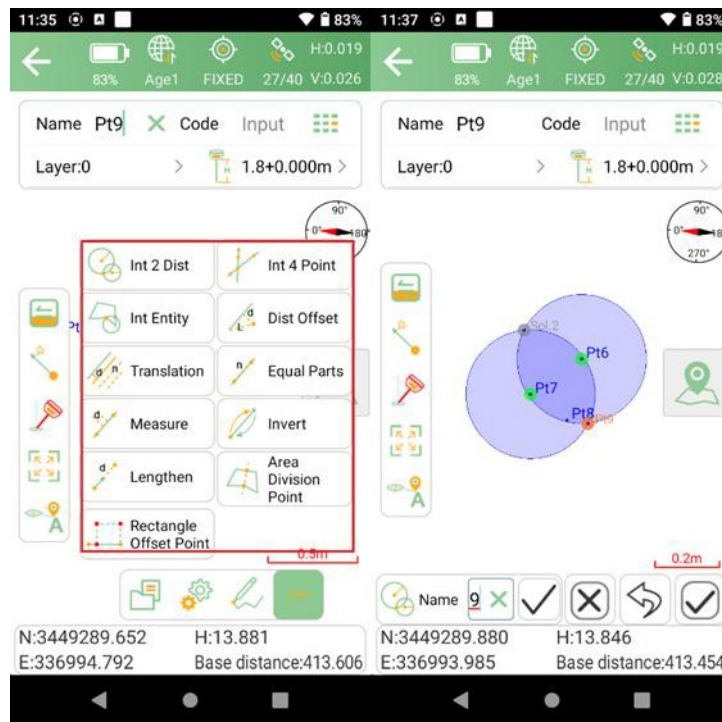 11:35
83%
H:0.019
83% Age1 FIXED 27/40 V:0.026
Name Pt9 Code Input
Layer:0 > 1.8+0.000m >
90°
0° 180
Int 2 Dist Int 4 Point
Int Entity Dist Offset
Pt
Translation Equal Parts
Measure Invert
Lengthen Area
Division
Point
Rectangle
Offset Point
0.5m
N:3449289.652 H:13.881
E:336994.792 Base distance:413.606
11:37
83%
H:0.019
83% Age1 FIXED 27/40 V:0.028
Name Pt9 Code Input
Layer:0 > 1.8+0.000m >
90°
0° 18
270°
Sol.2
Pt6
Pt7
Pt8 Pt9
0.2m
Name 9
N:3449289.880 H:13.846
E:336993.985 Base distance:413.454